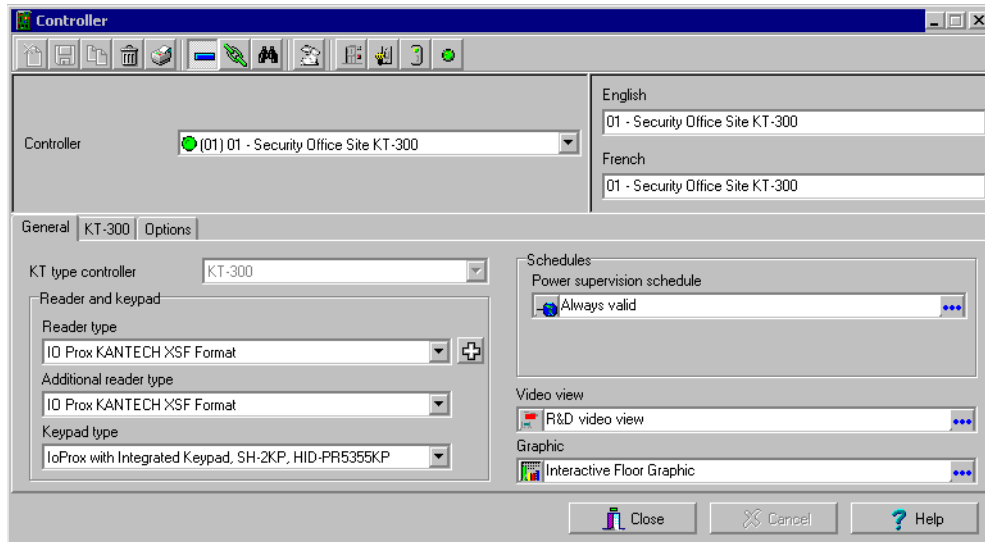 Controller
English
01 - Security Office Site KT-300
Controller
(01) 01 - Security Office Site KT-300
French
01 - Security Office Site KT-300
General KT-300 Options
KT type controller
KT-300
Reader and keypad
Reader type
IO Prox KANTECH XSF Format
Additional reader type
IO Prox KANTECH XSF Format
Keypad type
IoProx with Integrated Keypad, SH-2KP, HID-PR5355KP
Schedules
Power supervision schedule
Always valid
Video view
R&D video view
Graphic
Interactive Floor Graphic
Close Cancel Help